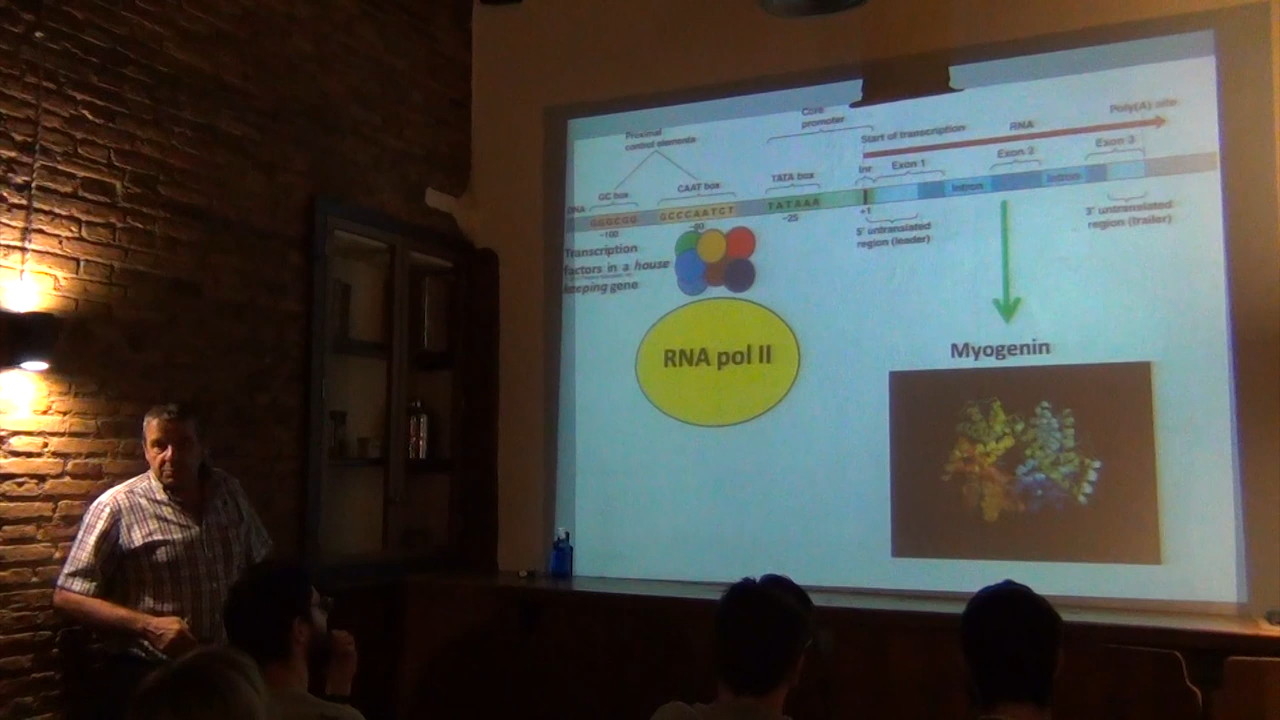 Proximal
control elements
Core
promoter
Start of transcription
RNA
Poly(A) site
GC box
CAAT box
TATA box
Inr
Exon 1
Exon 2
Exon 3
DNA
GGGCGG
GCCCAATCT
TATAAA
Intron
Intron
-100
-80
-25
+1
5' untranslated
region (leader)
3' untranslated
region (trailer)
Transcription
factors in a house
keeping gene
RNA pol II
Myogenin